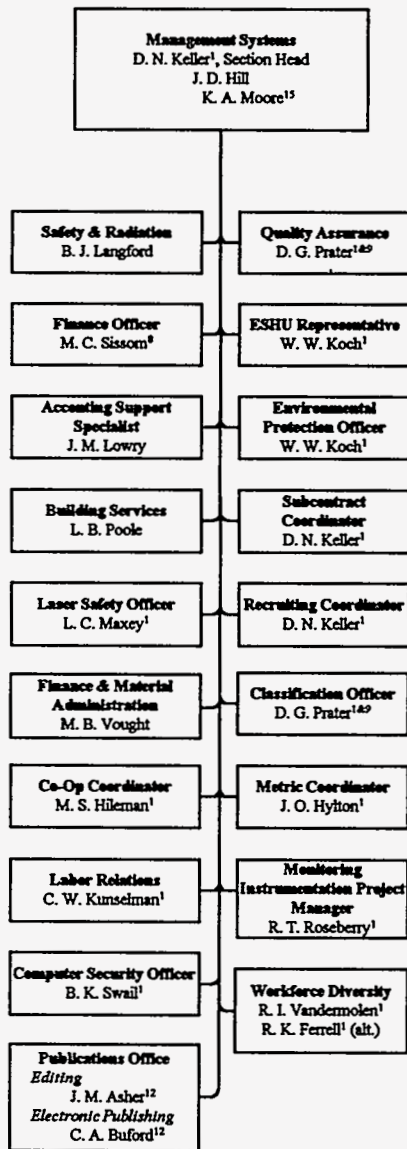 Management Systems
D. N. Keller¹, Section Head
J. D. Hill
K. A. Moore¹⁵
Safety & Radiation
B. J. Langford
Quality Assurance
D. G. Prater¹&⁹
Finance Officer
M. C. Sissom⁸
ESHU Representative
W. W. Koch¹
Accounting Support
Specialist
J. M. Lowry
Environmental
Protection Officer
W. W. Koch¹
Building Services
L. B. Poole
Subcontract
Coordinator
D. N. Keller¹
Laser Safety Officer
L. C. Maxey¹
Recruiting Coordinator
D. N. Keller¹
Finance & Material
Administration
M. B. Vought
Classification Officer
D. G. Prater¹&⁹
Co-Op Coordinator
M. S. Hileman¹
Metric Coordinator
J. O. Hylton¹
Labor Relations
C. W. Kunselman¹
Monitoring
Instrumentation Project
Manager
R. T. Roseberry¹
Computer Security Officer
B. K. Swail¹
Workforce Diversity
R. I. Vandermolen¹
R. K. Ferrell¹ (alt.)
Publications Office
Editing
J. M. Asher¹²
Electronic Publishing
C. A. Buford¹²